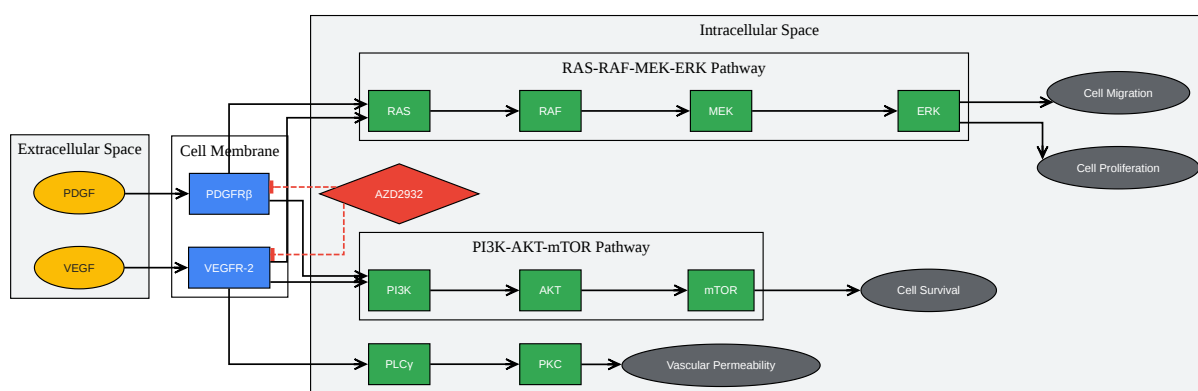 Intracellular Space
RAS-RAF-MEK-ERK Pathway
RAS
RAF
MEK
ERK
Cell Migration
Cell Proliferation
Extracellular Space
PDGF
VEGF
Cell Membrane
PDGFRβ
VEGFR-2
AZD2932
PI3K-AKT-mTOR Pathway
PI3K
AKT
mTOR
Cell Survival
PLCγ
PKC
Vascular Permeability